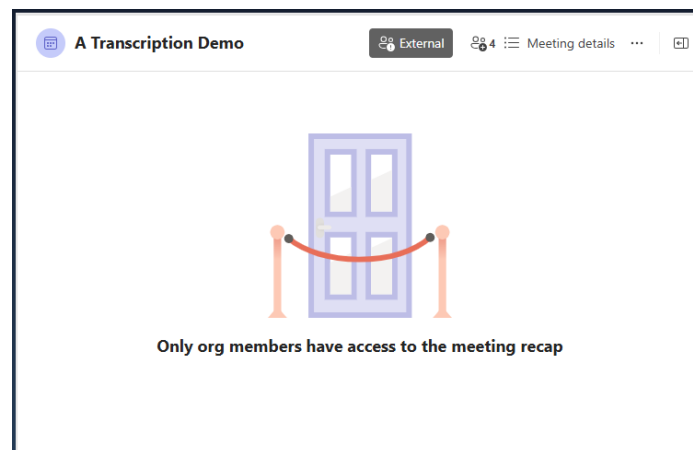 A Transcription Demo
External
4
Meeting details
Only org members have access to the meeting recap